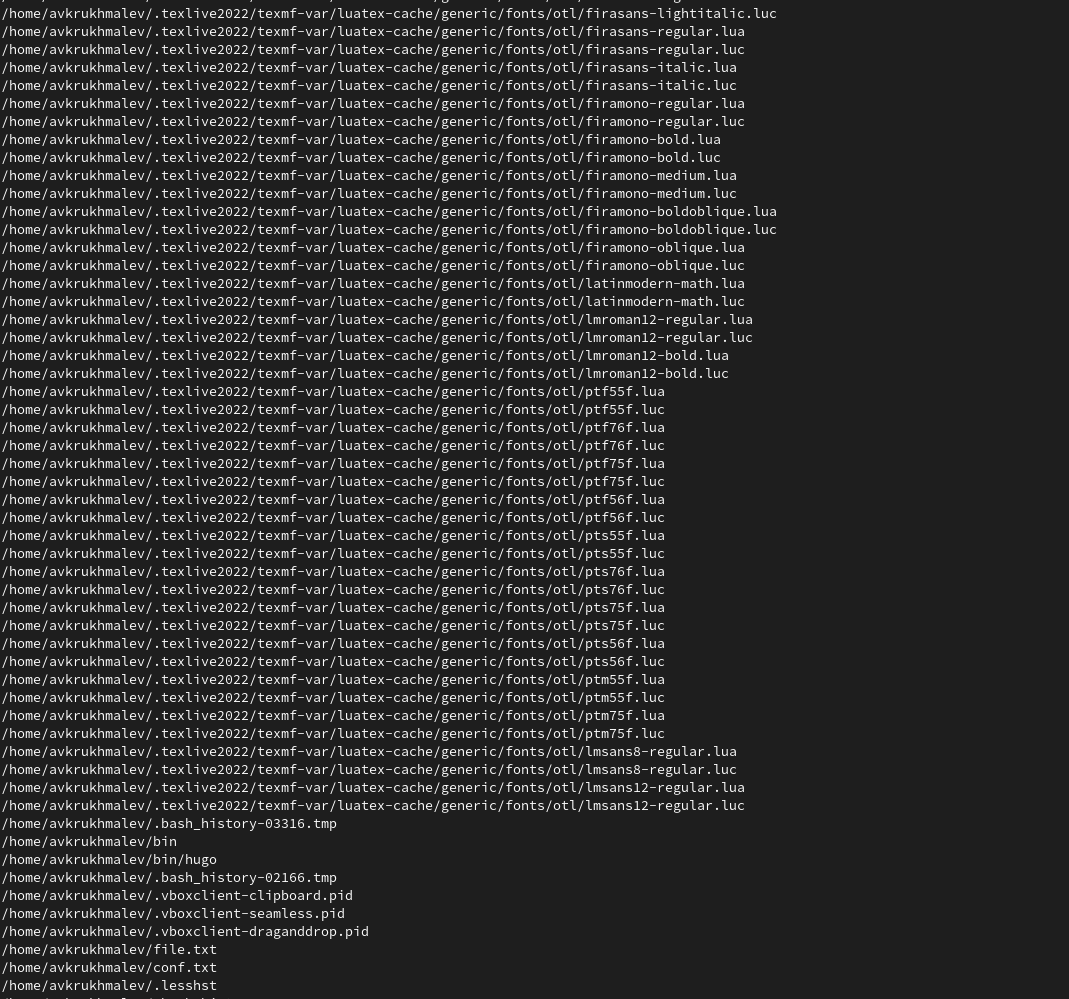 /home/avkrukhmalev/.texlive2022/texmf-var/luatex-cache/generic/fonts/otl/firasans-lightitalic.luc
/home/avkrukhmalev/.texlive2022/texmf-var/luatex-cache/generic/fonts/otl/firasans-regular.lua
/home/avkrukhmalev/.texlive2022/texmf-var/luatex-cache/generic/fonts/otl/firasans-regular.luc
/home/avkrukhmalev/.texlive2022/texmf-var/luatex-cache/generic/fonts/otl/firasans-italic.lua
/home/avkrukhmalev/.texlive2022/texmf-var/luatex-cache/generic/fonts/otl/firasans-italic.luc
/home/avkrukhmalev/.texlive2022/texmf-var/luatex-cache/generic/fonts/otl/firamono-regular.lua
/home/avkrukhmalev/.texlive2022/texmf-var/luatex-cache/generic/fonts/otl/firamono-regular.luc
/home/avkrukhmalev/.texlive2022/texmf-var/luatex-cache/generic/fonts/otl/firamono-bold.lua
/home/avkrukhmalev/.texlive2022/texmf-var/luatex-cache/generic/fonts/otl/firamono-bold.luc
/home/avkrukhmalev/.texlive2022/texmf-var/luatex-cache/generic/fonts/otl/firamono-medium.lua
/home/avkrukhmalev/.texlive2022/texmf-var/luatex-cache/generic/fonts/otl/firamono-medium.luc
/home/avkrukhmalev/.texlive2022/texmf-var/luatex-cache/generic/fonts/otl/firamono-boldoblique.lua
/home/avkrukhmalev/.texlive2022/texmf-var/luatex-cache/generic/fonts/otl/firamono-boldoblique.luc
/home/avkrukhmalev/.texlive2022/texmf-var/luatex-cache/generic/fonts/otl/firamono-oblique.lua
/home/avkrukhmalev/.texlive2022/texmf-var/luatex-cache/generic/fonts/otl/firamono-oblique.luc
/home/avkrukhmalev/.texlive2022/texmf-var/luatex-cache/generic/fonts/otl/latinmodern-math.lua
/home/avkrukhmalev/.texlive2022/texmf-var/luatex-cache/generic/fonts/otl/latinmodern-math.luc
/home/avkrukhmalev/.texlive2022/texmf-var/luatex-cache/generic/fonts/otl/lmroman12-regular.lua
/home/avkrukhmalev/.texlive2022/texmf-var/luatex-cache/generic/fonts/otl/lmroman12-regular.luc
/home/avkrukhmalev/.texlive2022/texmf-var/luatex-cache/generic/fonts/otl/lmroman12-bold.lua
/home/avkrukhmalev/.texlive2022/texmf-var/luatex-cache/generic/fonts/otl/lmroman12-bold.luc
/home/avkrukhmalev/.texlive2022/texmf-var/luatex-cache/generic/fonts/otl/ptf55f.lua
/home/avkrukhmalev/.texlive2022/texmf-var/luatex-cache/generic/fonts/otl/ptf55f.luc
/home/avkrukhmalev/.texlive2022/texmf-var/luatex-cache/generic/fonts/otl/ptf76f.lua
/home/avkrukhmalev/.texlive2022/texmf-var/luatex-cache/generic/fonts/otl/ptf76f.luc
/home/avkrukhmalev/.texlive2022/texmf-var/luatex-cache/generic/fonts/otl/ptf75f.lua
/home/avkrukhmalev/.texlive2022/texmf-var/luatex-cache/generic/fonts/otl/ptf75f.luc
/home/avkrukhmalev/.texlive2022/texmf-var/luatex-cache/generic/fonts/otl/ptf56f.lua
/home/avkrukhmalev/.texlive2022/texmf-var/luatex-cache/generic/fonts/otl/ptf56f.luc
/home/avkrukhmalev/.texlive2022/texmf-var/luatex-cache/generic/fonts/otl/pts55f.lua
/home/avkrukhmalev/.texlive2022/texmf-var/luatex-cache/generic/fonts/otl/pts55f.luc
/home/avkrukhmalev/.texlive2022/texmf-var/luatex-cache/generic/fonts/otl/pts76f.lua
/home/avkrukhmalev/.texlive2022/texmf-var/luatex-cache/generic/fonts/otl/pts76f.luc
/home/avkrukhmalev/.texlive2022/texmf-var/luatex-cache/generic/fonts/otl/pts75f.lua
/home/avkrukhmalev/.texlive2022/texmf-var/luatex-cache/generic/fonts/otl/pts75f.luc
/home/avkrukhmalev/.texlive2022/texmf-var/luatex-cache/generic/fonts/otl/pts56f.lua
/home/avkrukhmalev/.texlive2022/texmf-var/luatex-cache/generic/fonts/otl/pts56f.luc
/home/avkrukhmalev/.texlive2022/texmf-var/luatex-cache/generic/fonts/otl/ptm55f.lua
/home/avkrukhmalev/.texlive2022/texmf-var/luatex-cache/generic/fonts/otl/ptm55f.luc
/home/avkrukhmalev/.texlive2022/texmf-var/luatex-cache/generic/fonts/otl/ptm75f.lua
/home/avkrukhmalev/.texlive2022/texmf-var/luatex-cache/generic/fonts/otl/ptm75f.luc
/home/avkrukhmalev/.texlive2022/texmf-var/luatex-cache/generic/fonts/otl/lmsans8-regular.lua
/home/avkrukhmalev/.texlive2022/texmf-var/luatex-cache/generic/fonts/otl/lmsans8-regular.luc
/home/avkrukhmalev/.texlive2022/texmf-var/luatex-cache/generic/fonts/otl/lmsans12-regular.lua
/home/avkrukhmalev/.texlive2022/texmf-var/luatex-cache/generic/fonts/otl/lmsans12-regular.luc
/home/avkrukhmalev/.bash_history-03316.tmp
/home/avkrukhmalev/bin
/home/avkrukhmalev/bin/hugo
/home/avkrukhmalev/.bash_history-02166.tmp
/home/avkrukhmalev/.vboxclient-clipboard.pid
/home/avkrukhmalev/.vboxclient-seamless.pid
/home/avkrukhmalev/.vboxclient-draganddrop.pid
/home/avkrukhmalev/file.txt
/home/avkrukhmalev/conf.txt
/home/avkrukhmalev/.lesshst